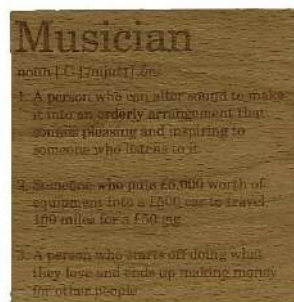 Musician
noun | C
1. A person who can alter sound to make
it into an orderly arrangement that
sounds pleasing and inspiring to
someone who listens to it.
2. Someone who puts £5,000 worth of
equipment into a £500 car to travel
100 miles for a £50 gig
3. A person who starts off doing what
they love and ends up making money
for other people